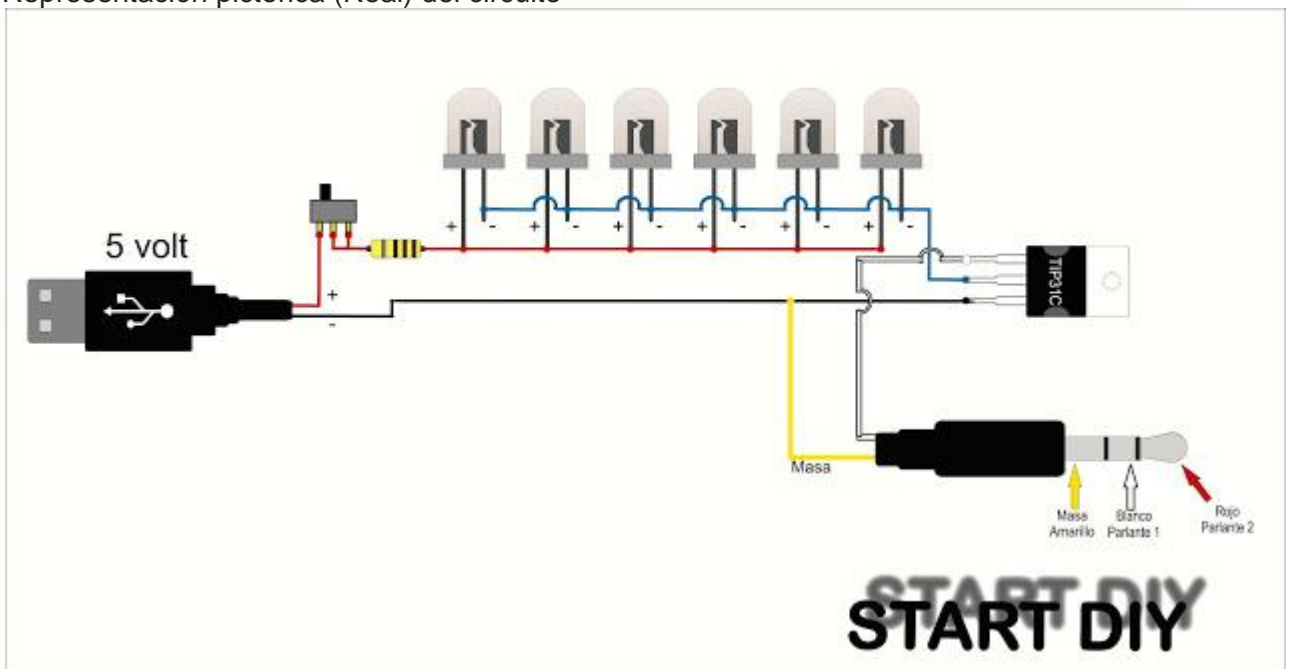 Representación pictórica (Real) del circuito
5 volt
+
-
+ -
+ -
+ -
+ -
+ -
+ -
TIP31C
Masa
Masa
Amarillo
Blanco
Parlante 1
Rojo
Parlante 2
START DIY